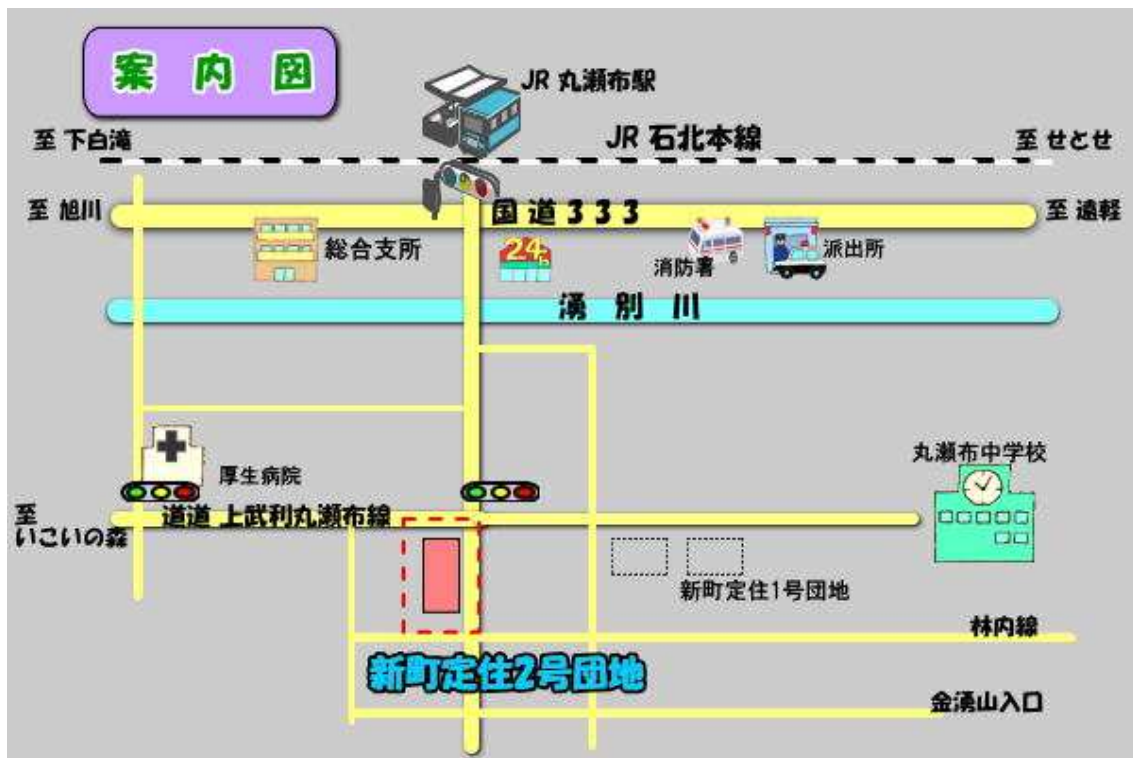 案内図
JR 丸瀬布駅
至 下白滝
JR 石北本線
至 せとせ
至 旭川
国道333
至 遠軽
総合支所
24h
消防署
派出所
湧別川
丸瀬布中学校
厚生病院
至
いこいの森
道道 上武利丸瀬布線
新町定住1号団地
林内線
新町定住2号団地
金湧山入口